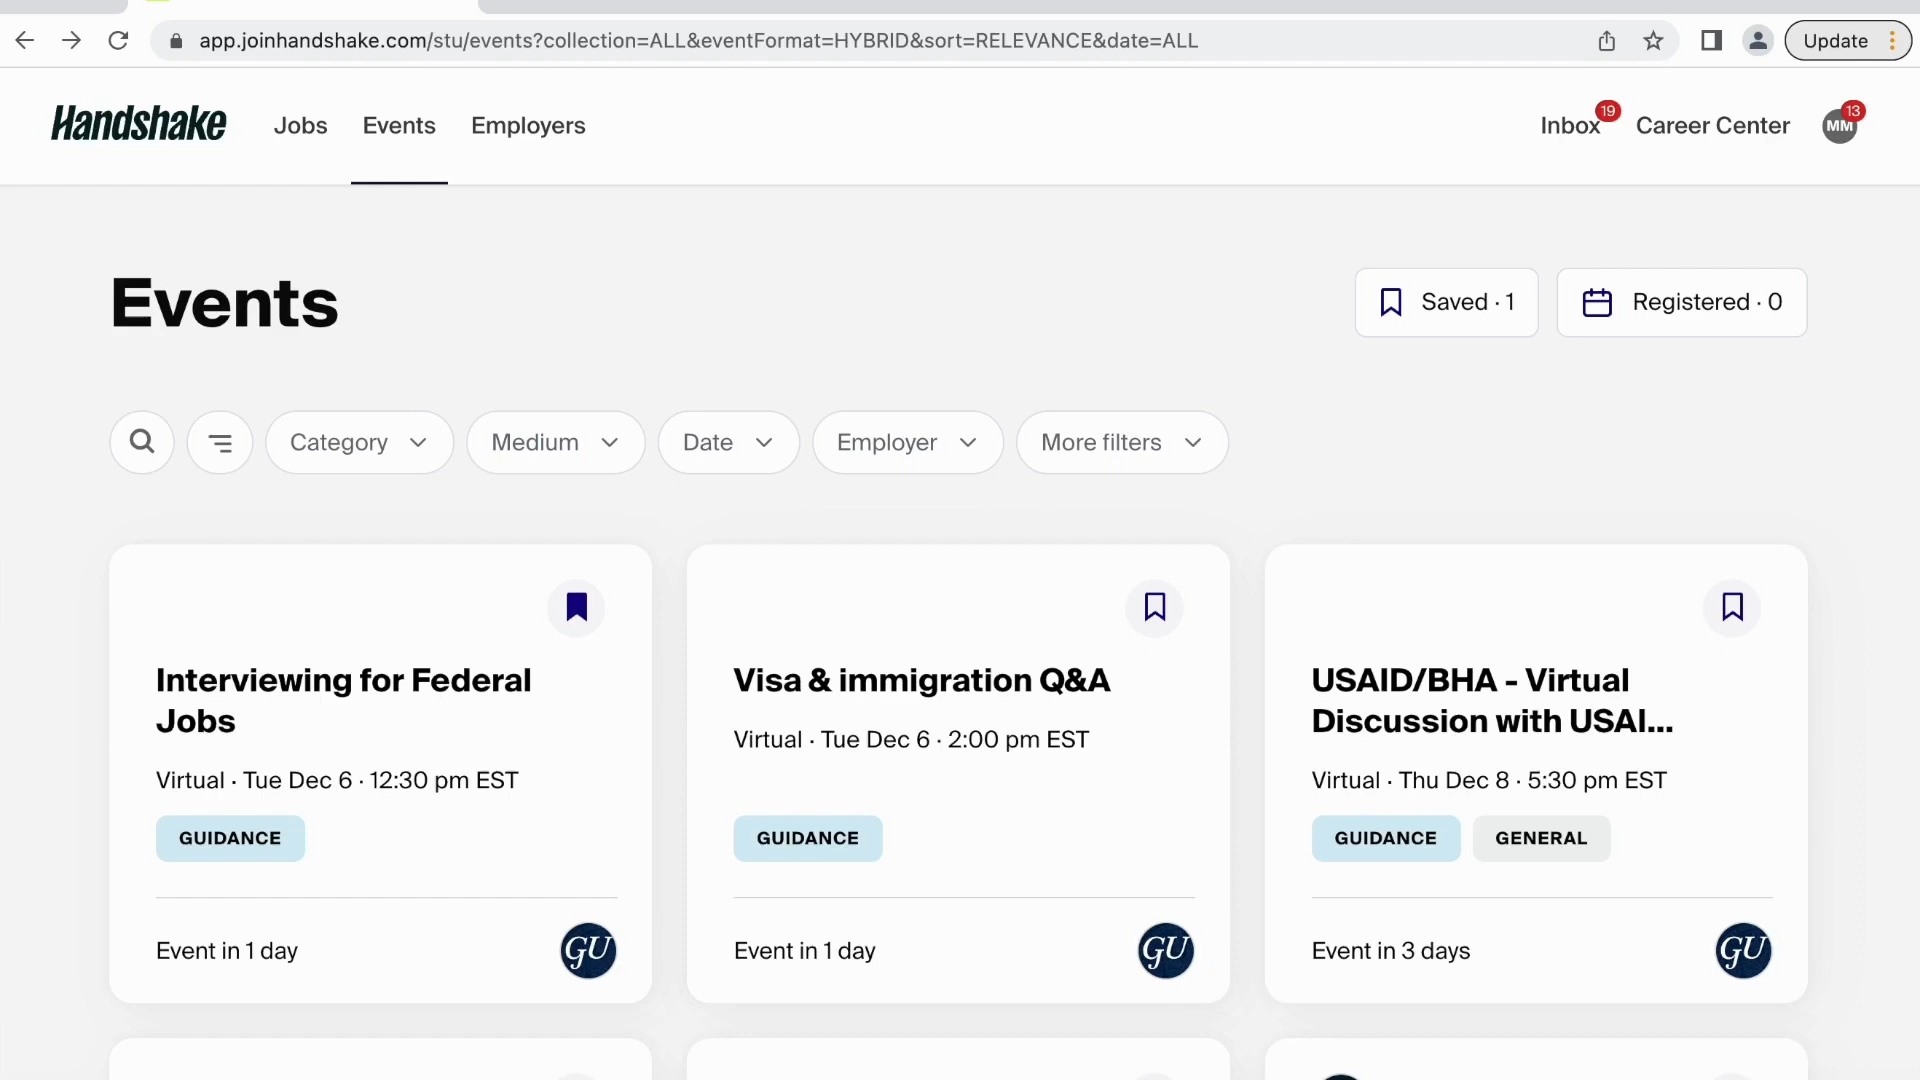 app.joinhandshake.com/stu/events?collection=ALL&eventFormat=HYBRID&sort=RELEVANCE&date=ALL
Update
Handshake
Jobs
Events
Employers
Inbox
19
Career Center
MM
13
Events
Saved · 1
Registered · 0
Category
Medium
Date
Employer
More filters
Interviewing for Federal
Jobs
Virtual · Tue Dec 6 · 12:30 pm EST
GUIDANCE
Event in 1 day
GU
Visa & immigration Q&A
Virtual · Tue Dec 6 · 2:00 pm EST
GUIDANCE
Event in 1 day
GU
USAID/BHA - Virtual
Discussion with USAI...
Virtual · Thu Dec 8 · 5:30 pm EST
GUIDANCE
GENERAL
Event in 3 days
GU